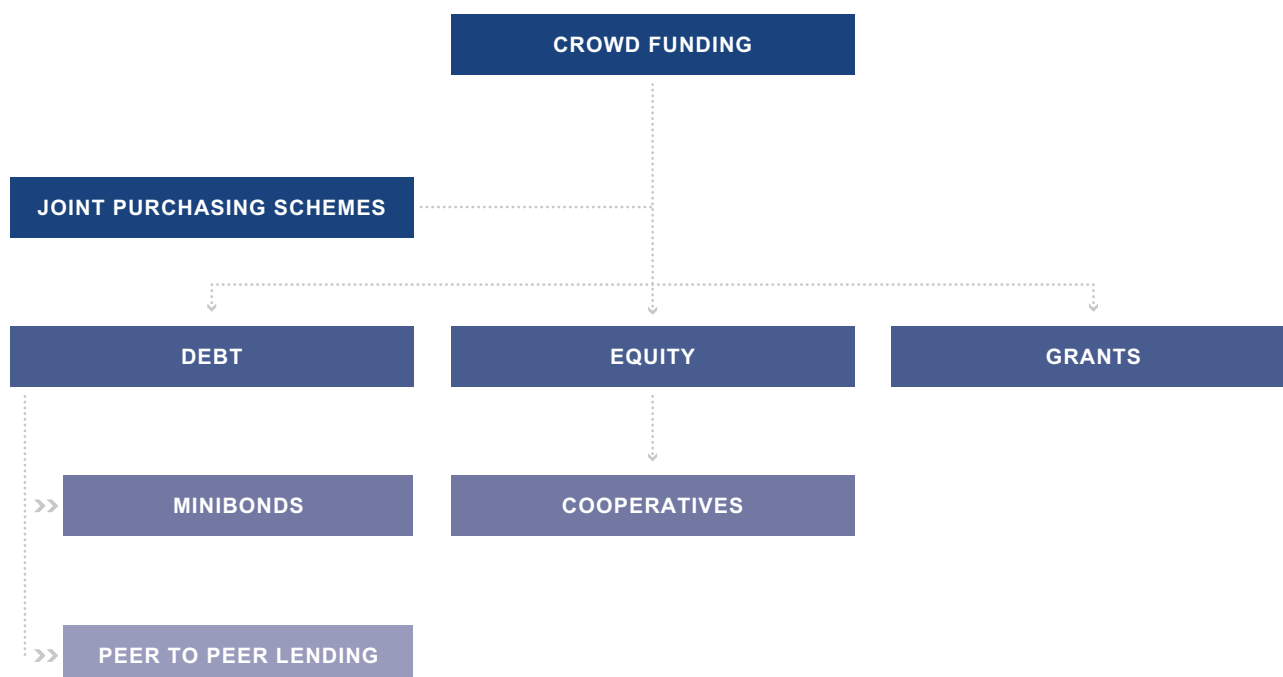 CROWD FUNDING
JOINT PURCHASING SCHEMES
DEBT
EQUITY
GRANTS
MINIBONDS
COOPERATIVES
PEER TO PEER LENDING